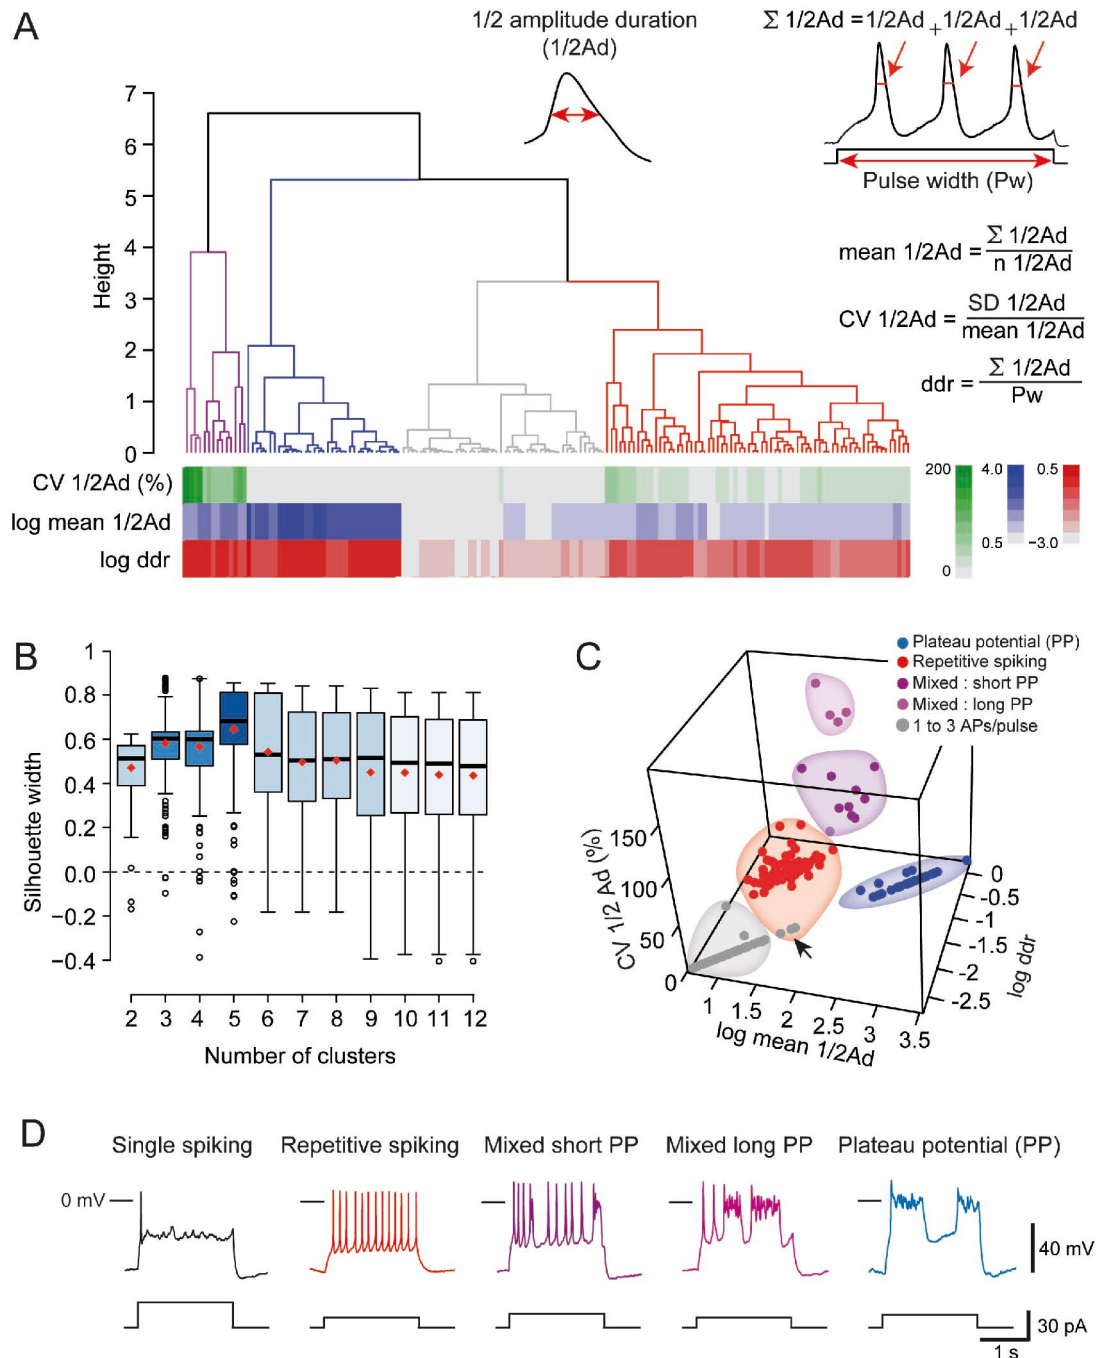 A
1/2 amplitude duration
(1/2Ad)
Σ 1/2Ad = 1/2Ad + 1/2Ad + 1/2Ad
Pulse width (Pw)
mean 1/2Ad = Σ 1/2Ad
n 1/2Ad
CV 1/2Ad = SD 1/2Ad
mean 1/2Ad
ddr = Σ 1/2Ad
Pw
Height
7
6
5
4
3
2
1
0
CV 1/2Ad (%)
log mean 1/2Ad
log ddr
200 4.0 0.5
0.5 −3.0
0
B
Silhouette width
1
0.8
0.6
0.4
0.2
0.0
−0.2
−0.4
2 3 4 5 6 7 8 9 10 11 12
Number of clusters
C
Plateau potential (PP)
Repetitive spiking
Mixed : short PP
Mixed : long PP
1 to 3 APs/pulse
CV 1/2 Ad (%)
150
100
50
0
1 1.5 2 2.5 3 3.5
log mean 1/2Ad
0
-0.5
-1
-1.5
-2
-2.5
log ddr
D
Single spiking Repetitive spiking Mixed short PP Mixed long PP Plateau potential (PP)
0 mV
40 mV
30 pA
1 s